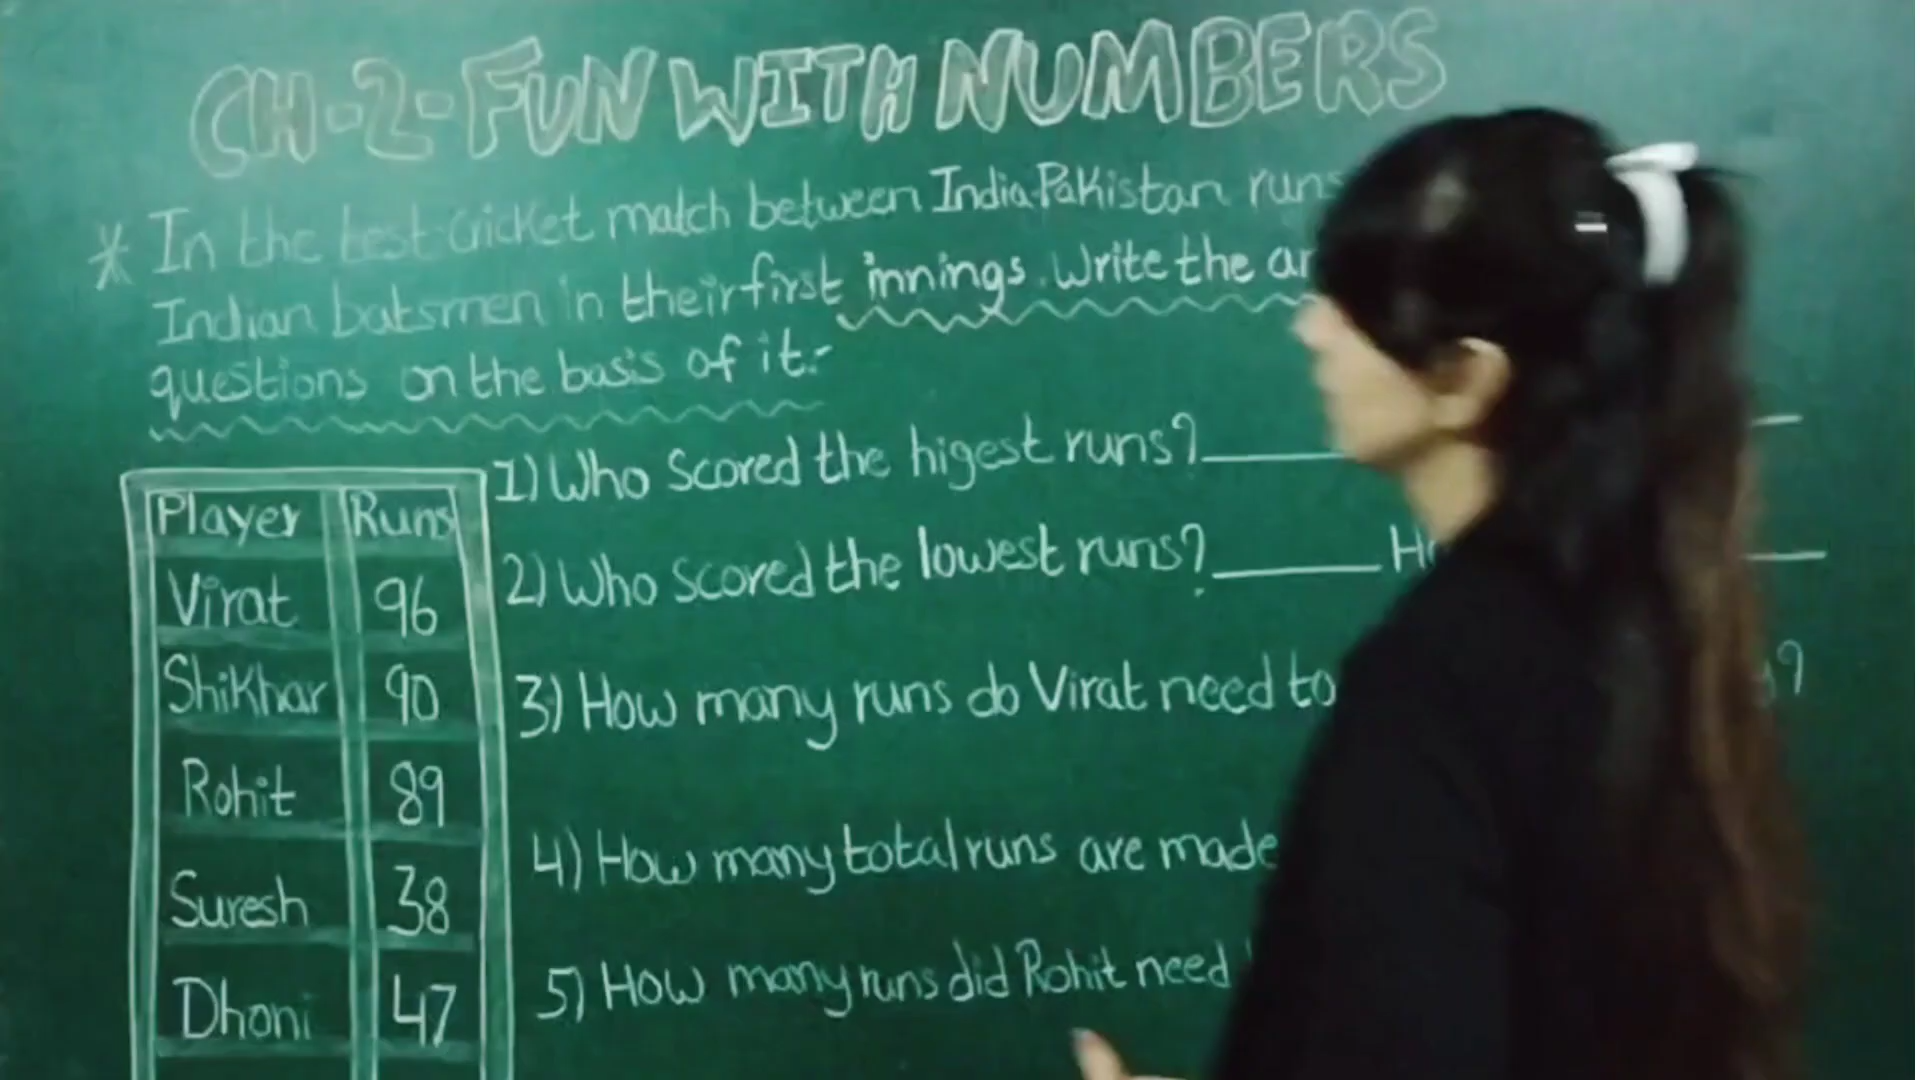 CH-2-FUN WITH NUMBERS
* In the test cricket match between India-Pakistan runs
Indian batsmen in their first innings. Write the
questions on the basis of it:-
Player Runs
Virat 96
Shikhar 90
Rohit 89
Suresh 38
Dhoni 47
1) Who Scored the higest runs?
2) Who scored the lowest runs?
3) How many runs do Virat need to
4) How many total runs are made
5) How many runs did Rohit need